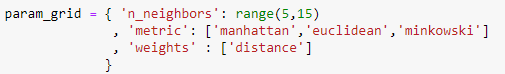 param_grid = { 'n_neighbors': range(5,15)
, 'metric': ['manhattan','euclidean','minkowski']
, 'weights' : ['distance']
}